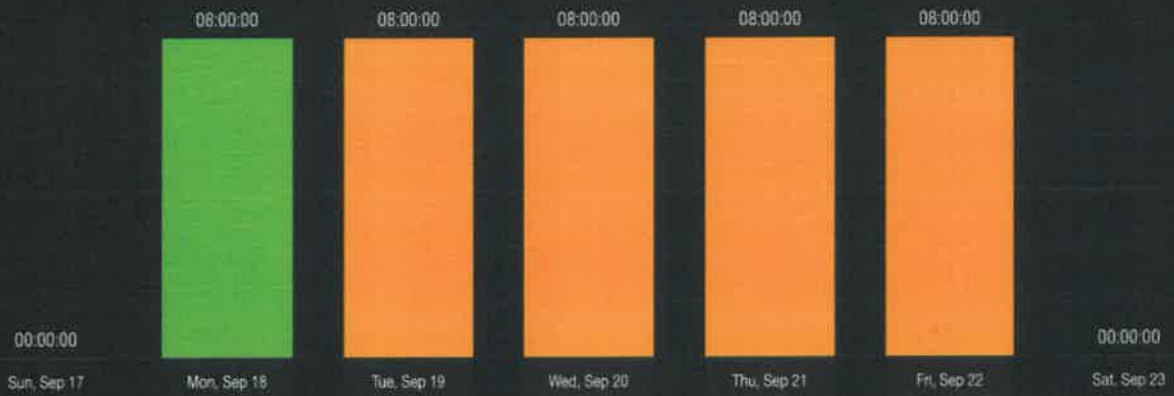 08:00:00 08:00:00 08:00:00 08:00:00 08:00:00
00:00:00 00:00:00
Sun, Sep 17 Mon, Sep 18 Tue, Sep 19 Wed, Sep 20 Thu, Sep 21 Fri, Sep 22 Sat, Sep 23